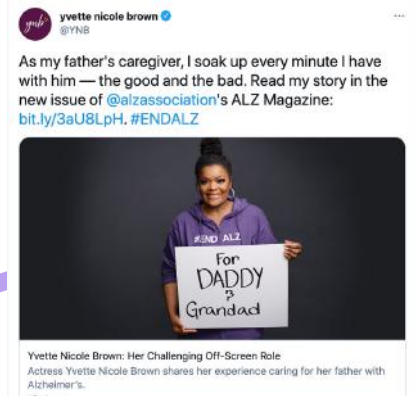 yvette nicole brown
@YNB
As my father's caregiver, I soak up every minute I have
with him — the good and the bad. Read my story in the
new issue of @alzassociation's ALZ Magazine:
bit.ly/3aU8LpH. #ENDALZ
#END ALZ
For
DADDY
&
Grandad
Yvette Nicole Brown: Her Challenging Off-Screen Role
Actress Yvette Nicole Brown shares her experience caring for her father with
Alzheimer's.